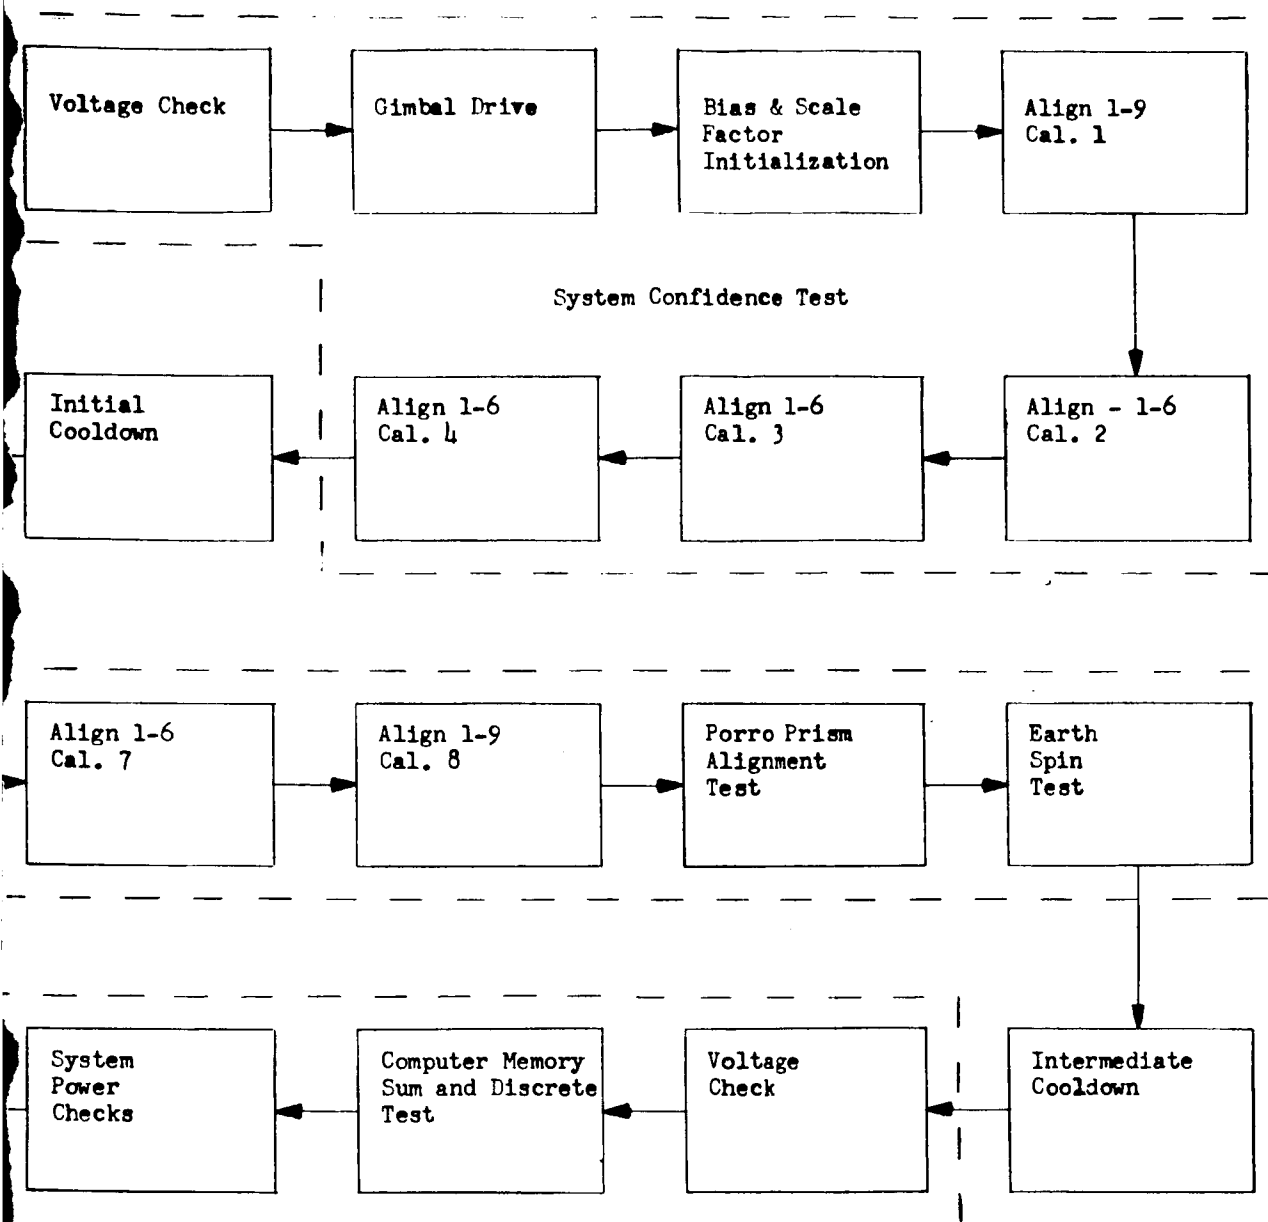 Voltage Check
Gimbal Drive
Bias & Scale
Factor
Initialization
Align 1-9
Cal. 1
System Confidence Test
Initial
Cooldown
Align 1-6
Cal. 4
Align 1-6
Cal. 3
Align - 1-6
Cal. 2
Align 1-6
Cal. 7
Align 1-9
Cal. 8
Porro Prism
Alignment
Test
Earth
Spin
Test
System
Power
Checks
Computer Memory
Sum and Discrete
Test
Voltage
Check
Intermediate
Cooldown